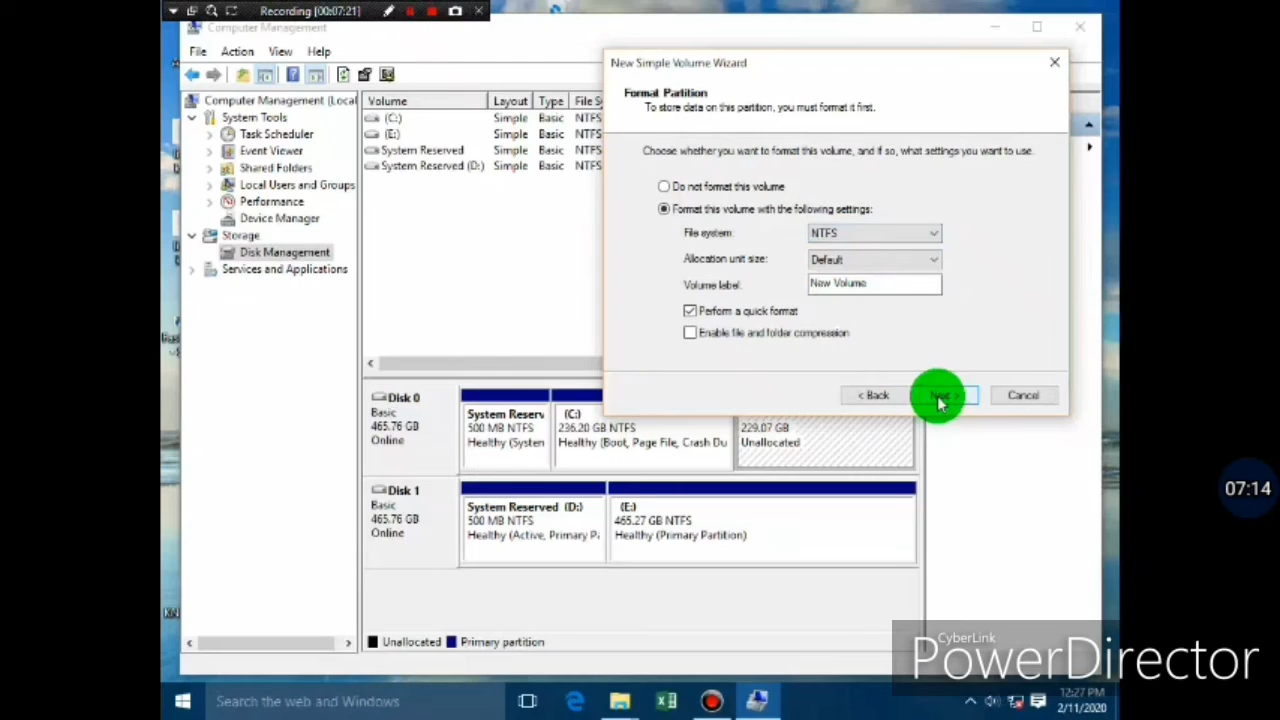 Recording [00:07:21]
Computer Management
File Action View Help
Computer Management (Local
System Tools
Task Scheduler
Event Viewer
Shared Folders
Local Users and Groups
Performance
Device Manager
Storage
Disk Management
Services and Applications
Volume Layout Type File Sy
(C:) Simple Basic NTFS
(E:) Simple Basic NTFS
System Reserved Simple Basic NTFS
System Reserved (D:) Simple Basic NTFS
New Simple Volume Wizard
Format Partition
To store data on this partition, you must format it first.
Choose whether you want to format this volume, and if so, what settings you want to use.
Do not format this volume
Format this volume with the following settings:
File system: NTFS
Allocation unit size: Default
Volume label: New Volume
Perform a quick format
Enable file and folder compression
< Back Next > Cancel
Disk 0
Basic
465.76 GB
Online
System Reserv
500 MB NTFS
Healthy (System
(C:)
236.20 GB NTFS
Healthy (Boot, Page File, Crash Du
229.07 GB
Unallocated
Disk 1
Basic
465.76 GB
Online
System Reserved (D:)
500 MB NTFS
Healthy (Active, Primary Pa
(E:)
465.27 GB NTFS
Healthy (Primary Partition)
Unallocated Primary partition
07:14
CyberLink
PowerDirector
Search the web and Windows
12:27 PM
2/11/2020